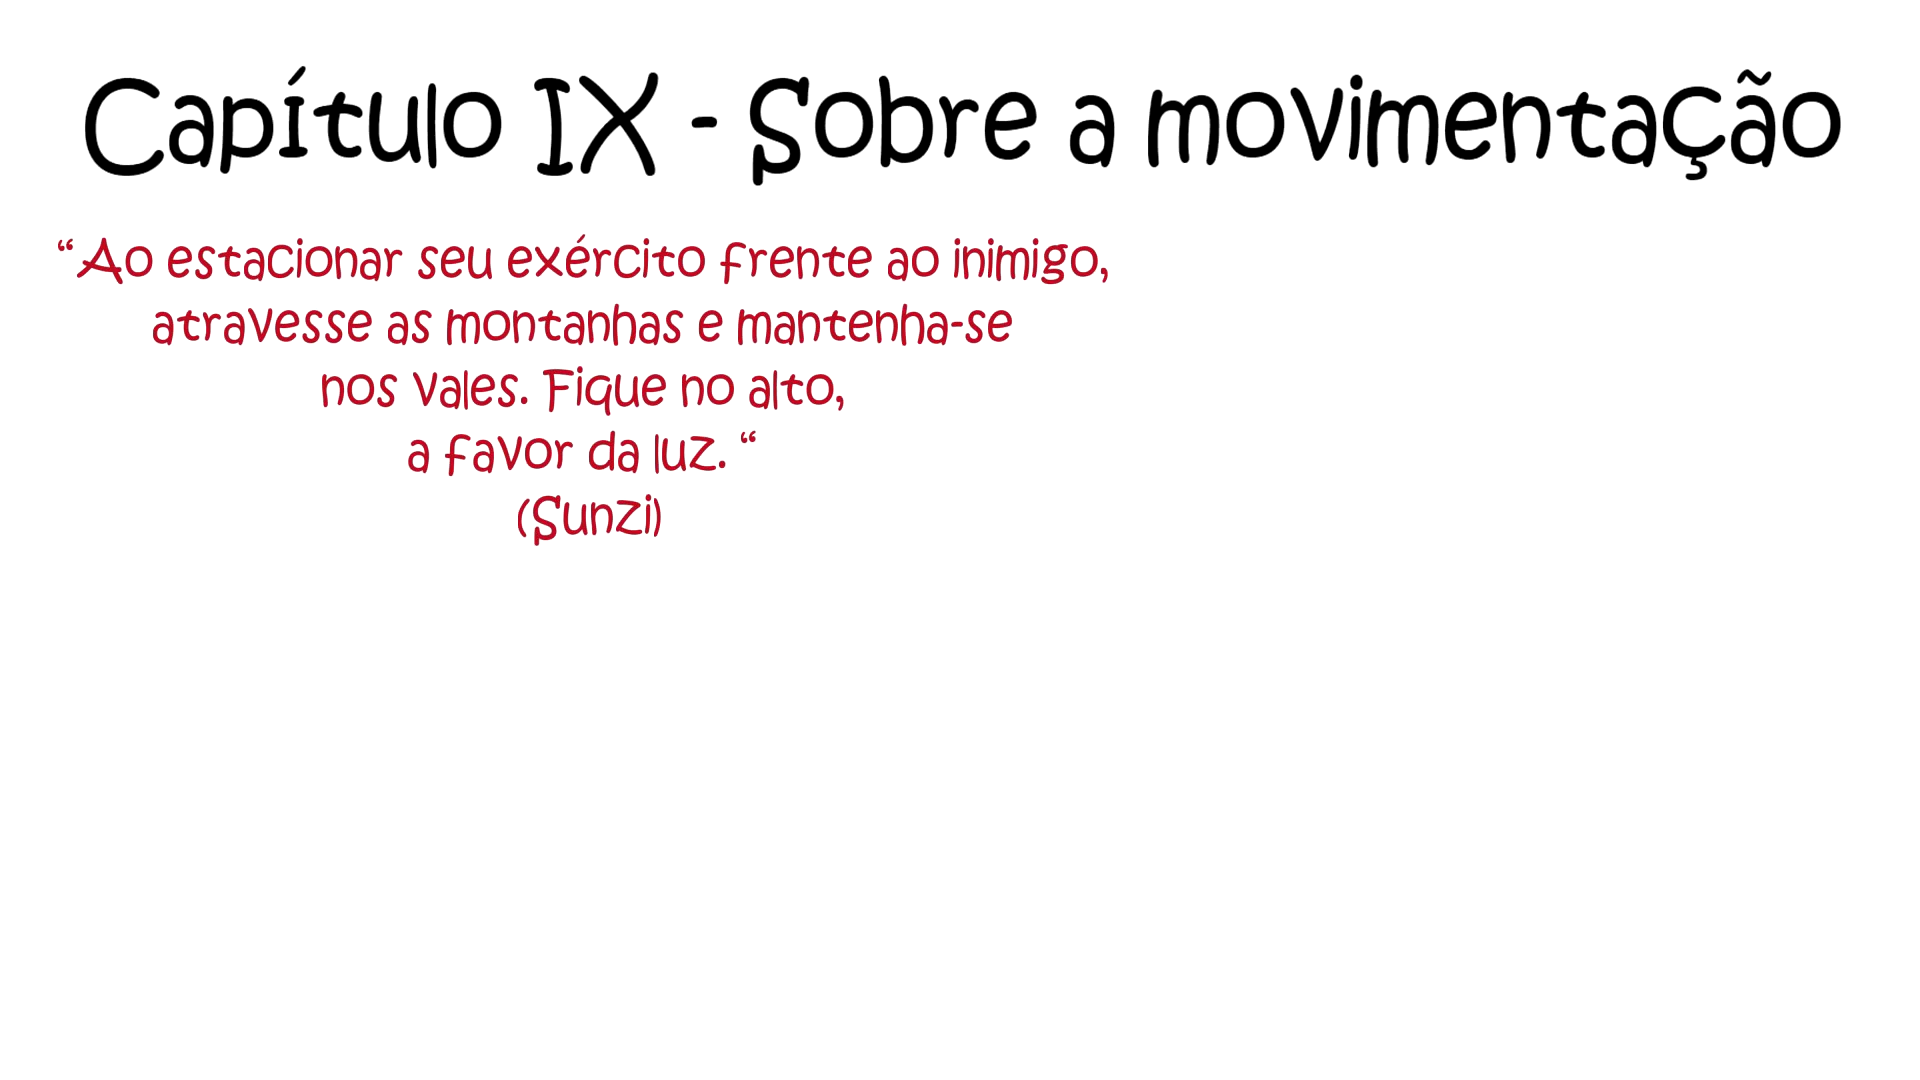 Capítulo IX - Sobre a movimentação
“Ao estacionar seu exército frente ao inimigo,
atravesse as montanhas e mantenha-se
nos vales. Fique no alto,
a favor da luz. “
(Sunzi)